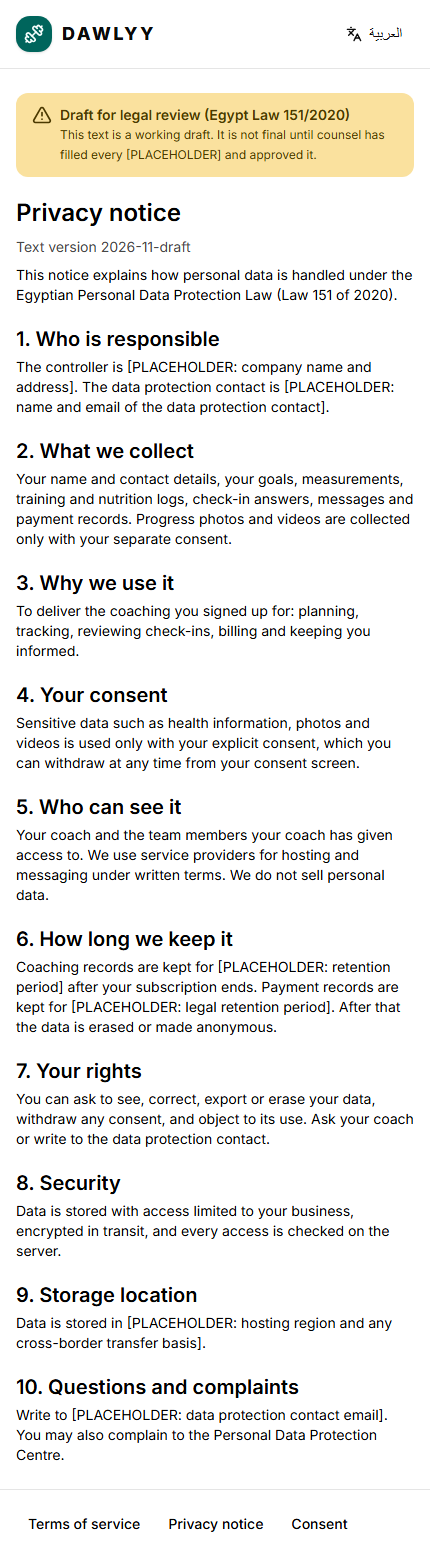 DAWLYY
العربية
Draft for legal review (Egypt Law 151/2020)
This text is a working draft. It is not final until counsel has
filled every [PLACEHOLDER] and approved it.
Privacy notice
Text version 2026-11-draft
This notice explains how personal data is handled under the
Egyptian Personal Data Protection Law (Law 151 of 2020).
1. Who is responsible
The controller is [PLACEHOLDER: company name and
address]. The data protection contact is [PLACEHOLDER:
name and email of the data protection contact].
2. What we collect
Your name and contact details, your goals, measurements,
training and nutrition logs, check-in answers, messages and
payment records. Progress photos and videos are collected
only with your separate consent.
3. Why we use it
To deliver the coaching you signed up for: planning,
tracking, reviewing check-ins, billing and keeping you
informed.
4. Your consent
Sensitive data such as health information, photos and
videos is used only with your explicit consent, which you
can withdraw at any time from your consent screen.
5. Who can see it
Your coach and the team members your coach has given
access to. We use service providers for hosting and
messaging under written terms. We do not sell personal
data.
6. How long we keep it
Coaching records are kept for [PLACEHOLDER: retention
period] after your subscription ends. Payment records are
kept for [PLACEHOLDER: legal retention period]. After that
the data is erased or made anonymous.
7. Your rights
You can ask to see, correct, export or erase your data,
withdraw any consent, and object to its use. Ask your coach
or write to the data protection contact.
8. Security
Data is stored with access limited to your business,
encrypted in transit, and every access is checked on the
server.
9. Storage location
Data is stored in [PLACEHOLDER: hosting region and any
cross-border transfer basis].
10. Questions and complaints
Write to [PLACEHOLDER: data protection contact email].
You may also complain to the Personal Data Protection
Centre.
Terms of service Privacy notice Consent